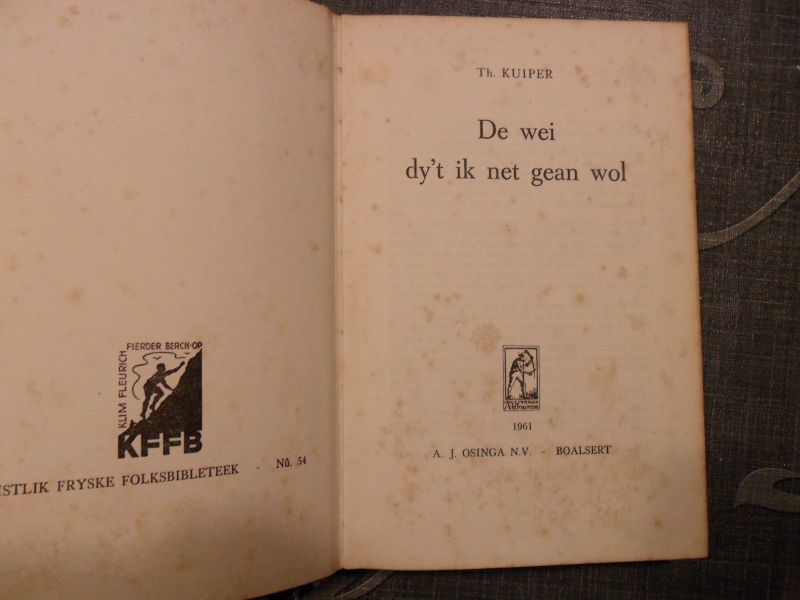 KLIM FLEURICH
FIERDER BERCH-OP
KFFB
ISTLIK FRYSKE FOLKSBIBLETEEK - Nû. 54
Th. KUIPER
De wei
dy't ik net gean wol
1961
A. J. OSINGA N.V. - BOALSERT